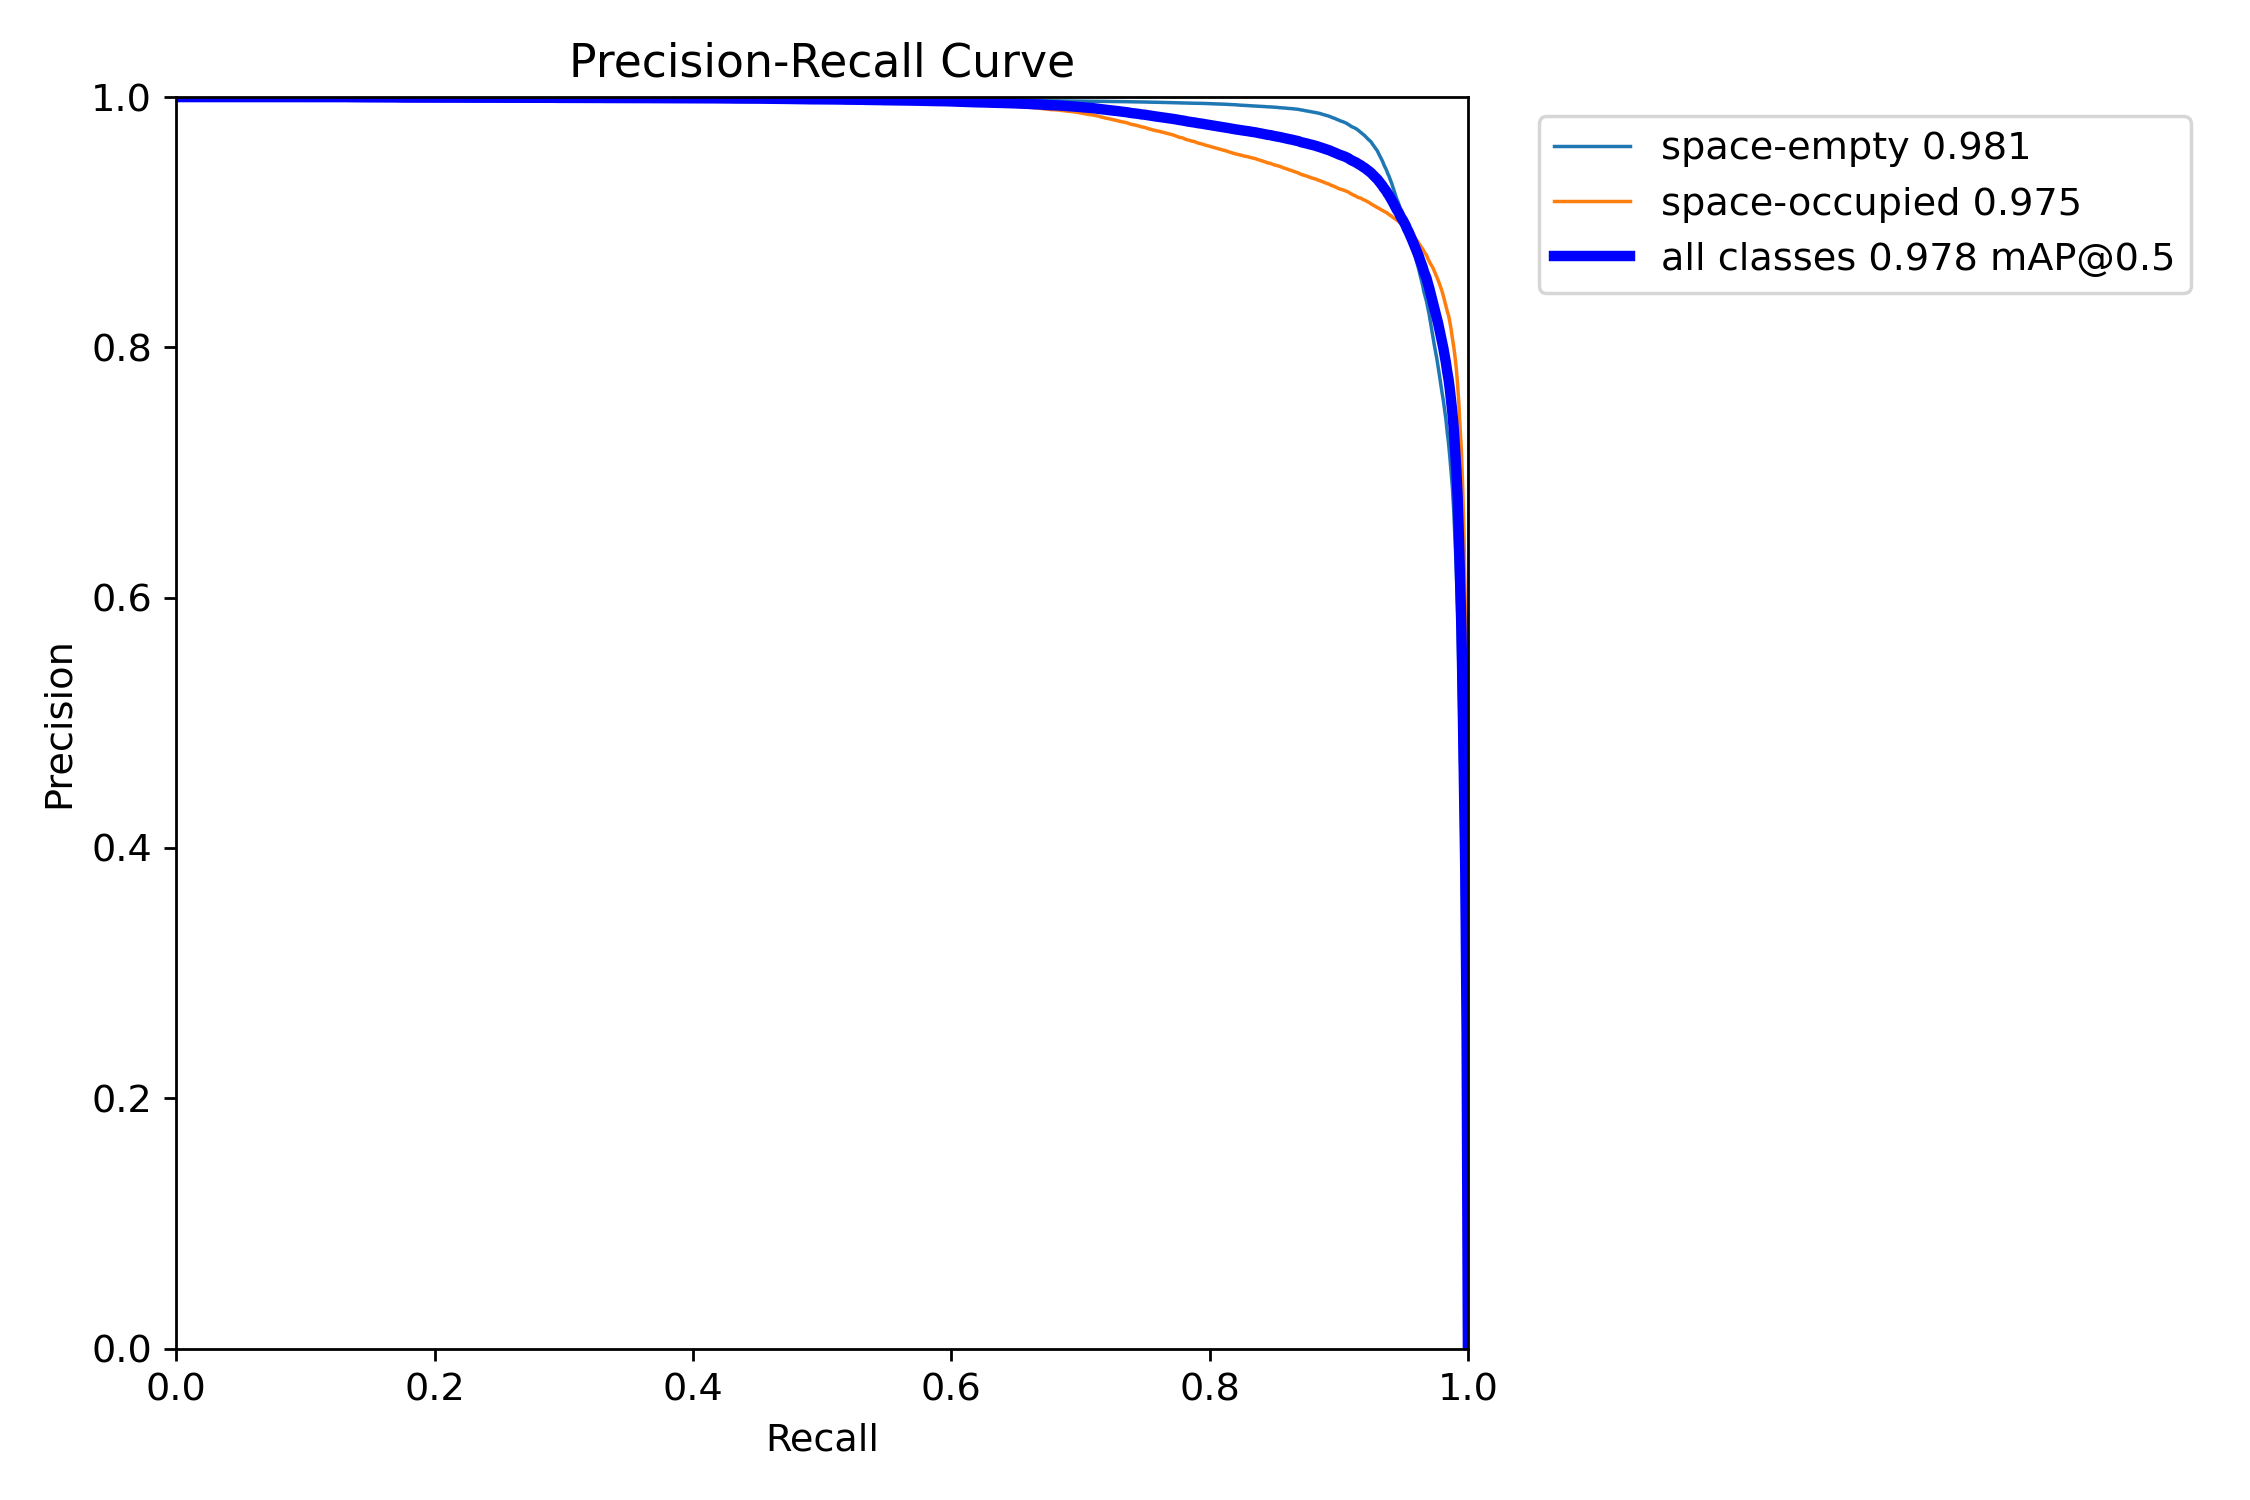 Precision-Recall Curve
1.0
0.8
0.6
0.4
0.2
0.0
Precision
0.0 0.2 0.4 0.6 0.8 1.0
Recall
space-empty 0.981
space-occupied 0.975
all classes 0.978 mAP@0.5